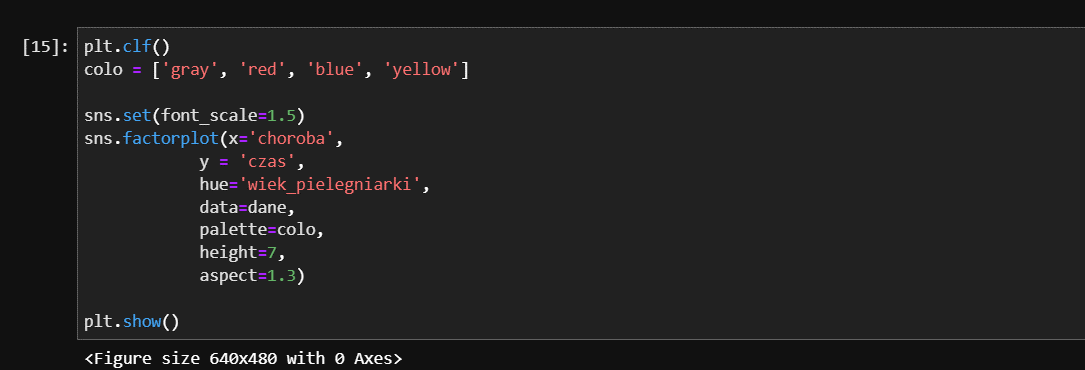 [15]: plt.clf()
colo = ['gray', 'red', 'blue', 'yellow']
sns.set(font_scale=1.5)
sns.factorplot(x='choroba',
y = 'czas',
hue='wiek_pielegniarki',
data=dane,
palette=colo,
height=7,
aspect=1.3)
plt.show()
<Figure size 640x480 with 0 Axes>